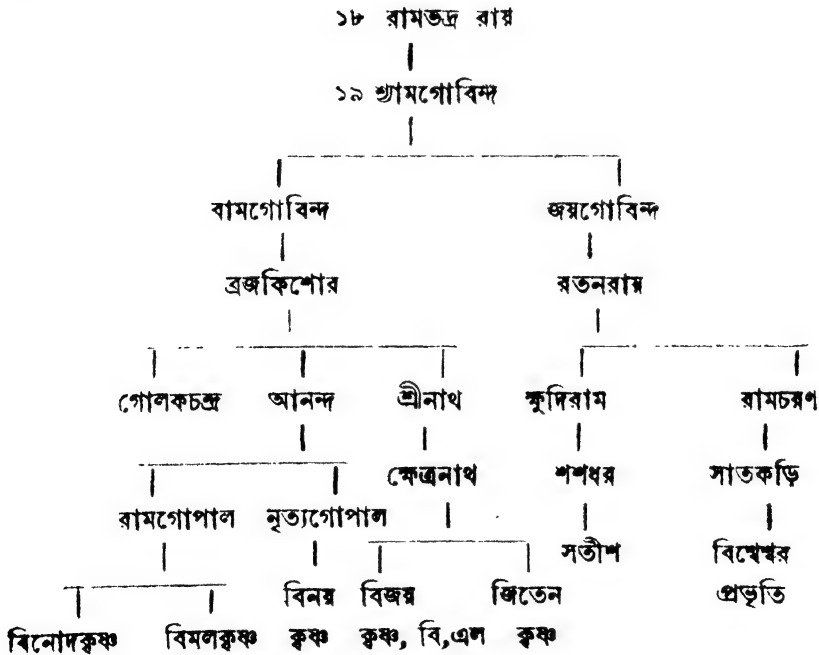 ১৮ রামভদ্র রায়
১৯ শ্যামগোবিন্দ
বামগোবিন্দ জয়গোবিন্দ
ব্রজকিশোর রতনরায়
গোলকচন্দ্র আনন্দ শ্রীনাথ ক্ষুদিরাম রামচরণ
ক্ষেত্রনাথ শশধর সাতকড়ি
রামগোপাল নৃত্যগোপাল
সতীশ বিশ্বেশ্বর
বিনয় বিজয় জিতেন প্রভৃতি
বিনোদকৃষ্ণ বিমলকৃষ্ণ কৃষ্ণ কৃষ্ণ, বি,এল কৃষ্ণ